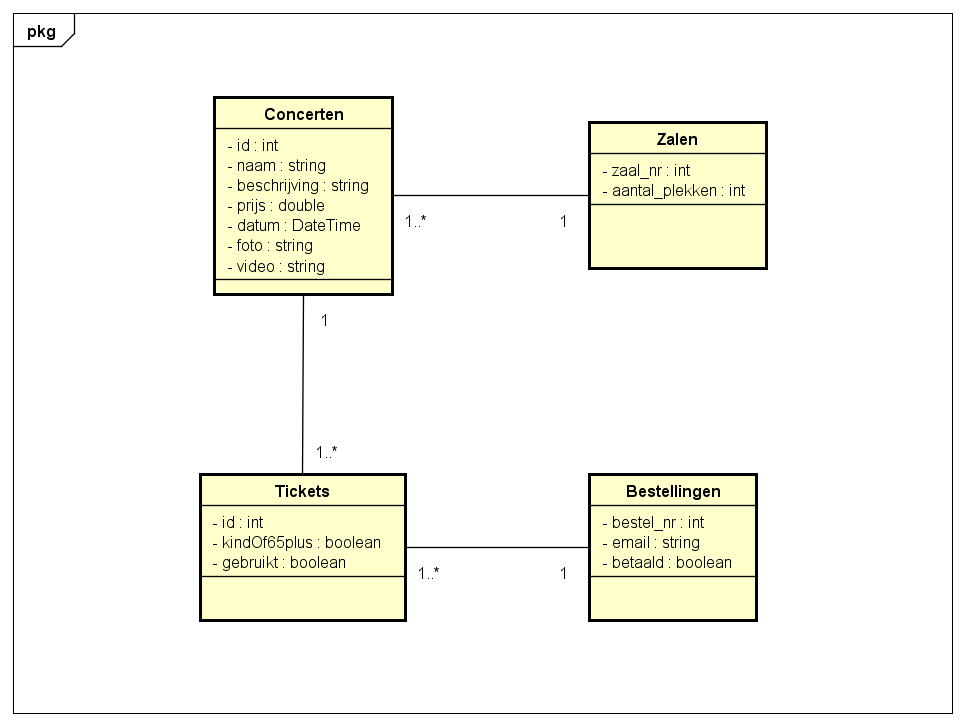 pkg
Concerten
- id : int
- naam : string
- beschrijving : string
- prijs : double
- datum : DateTime
- foto : string
- video : string
Zalen
- zaal_nr : int
- aantal_plekken : int
1..*
1
1
1..*
Tickets
- id : int
- kindOf65plus : boolean
- gebruikt : boolean
Bestellingen
- bestel_nr : int
- email : string
- betaald : boolean
1..*
1